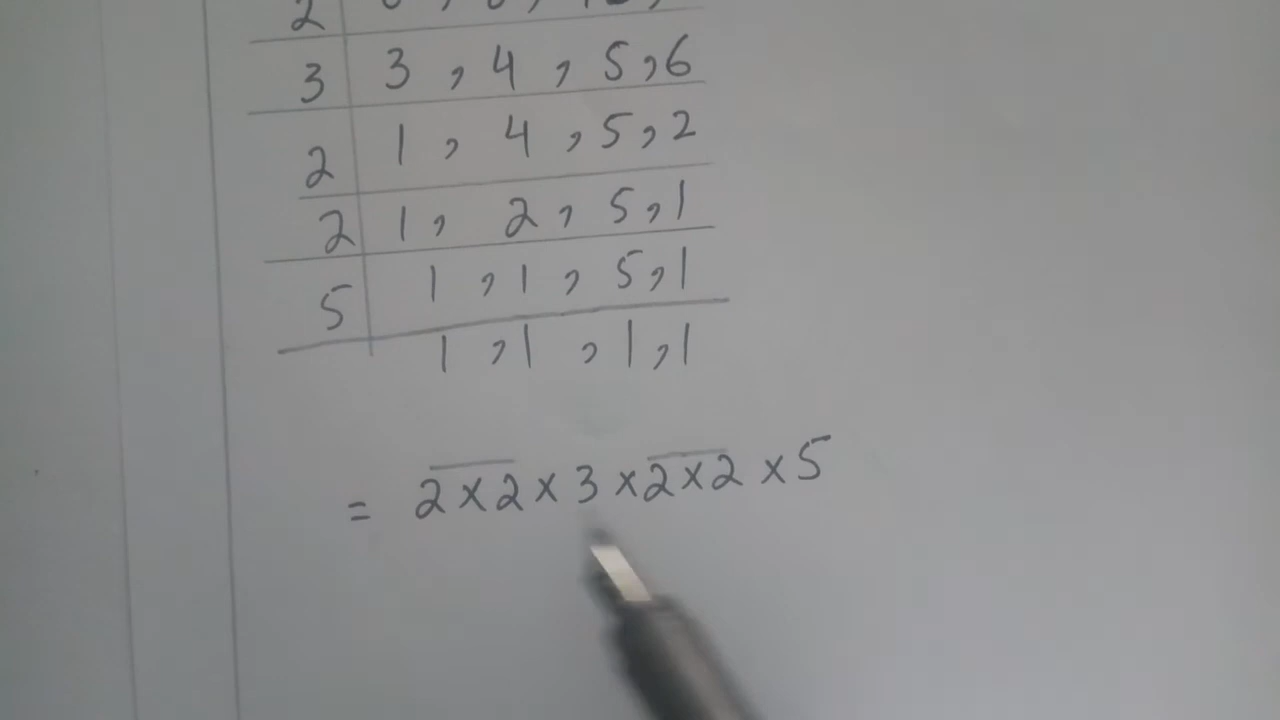 2
3 3 , 4 , 5 , 6
2 1 , 4 , 5 , 2
2 1 , 2 , 5 , 1
5 1 , 1 , 5 , 1
1 , 1 , 1 , 1
= 2 × 2 × 3 × 2 × 2 × 5